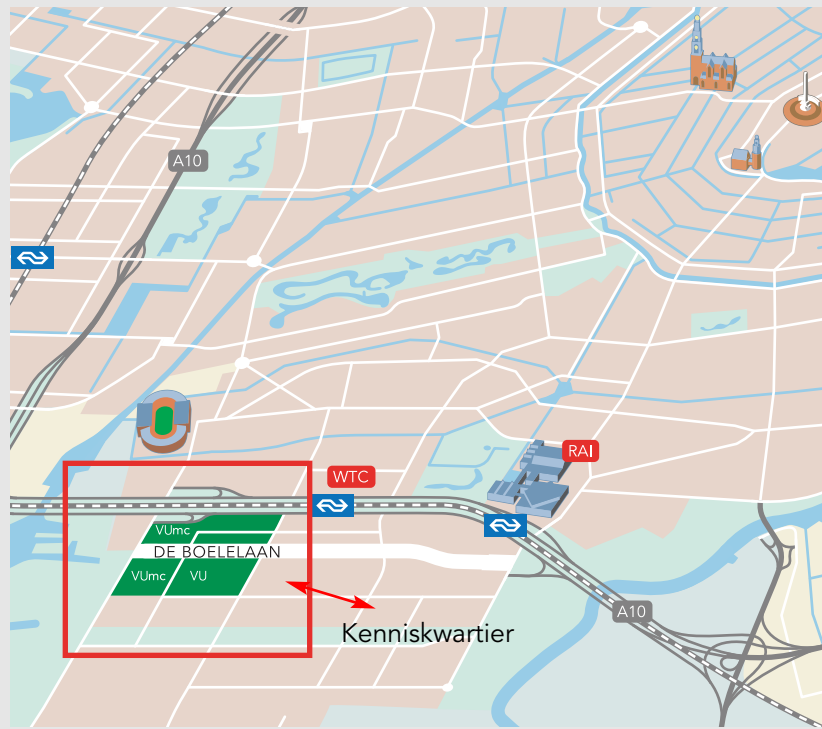 A10
RAI
WTC
VUmc
DE BOELELAAN
VUmc
VU
A10
Kenniskwartier